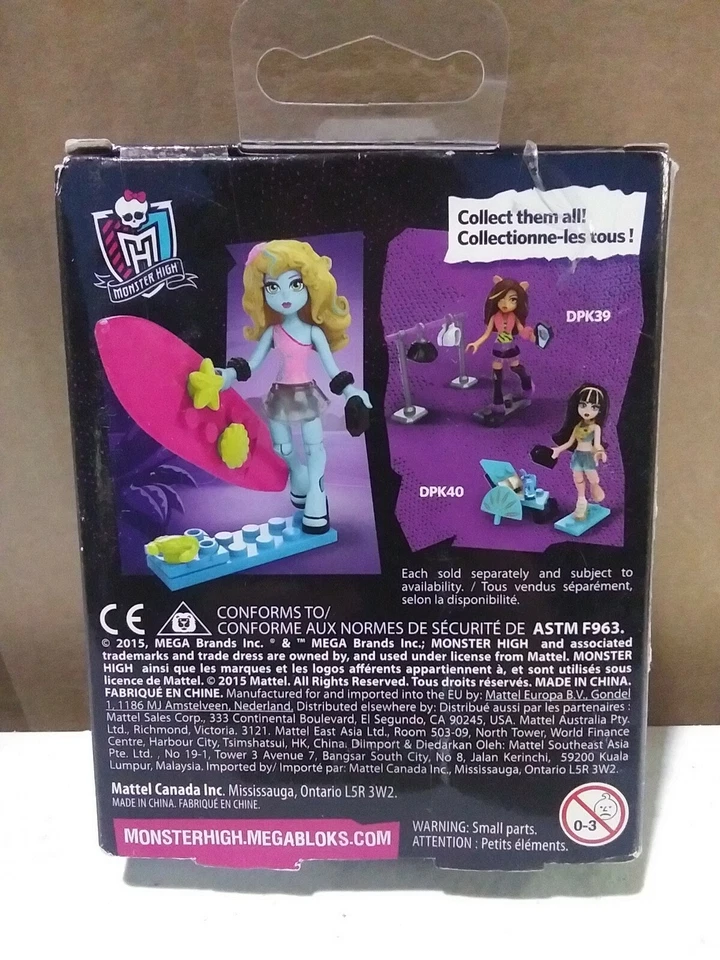 MONSTER HIGH
Collect them all!
Collectionne-les tous !
DPK39
DPK40
Each sold separately and subject to
availability. / Tous vendus séparément,
selon la disponibilité.
CE
CONFORMS TO/
CONFORME AUX NORMES DE SÉCURITÉ DE ASTM F963.
© 2015, MEGA Brands Inc. ® & ™ MEGA Brands Inc.; MONSTER HIGH and associated
trademarks and trade dress are owned by, and used under license from Mattel. MONSTER
HIGH ainsi que les marques et les logos afférents appartiennent à, et sont utilisés sous
licence de Mattel. © 2015 Mattel. All Rights Reserved. Tous droits réservés. MADE IN CHINA.
FABRIQUÉ EN CHINE. Manufactured for and imported into the EU by: Mattel Europa B.V., Gondel
1, 1186 MJ Amstelveen, Nederland. Distributed elsewhere by: Distribué aussi par les partenaires :
Mattel Sales Corp., 333 Continental Boulevard, El Segundo, CA 90245, USA. Mattel Australia Pty.
Ltd., Richmond, Victoria. 3121. Mattel East Asia Ltd., Room 503-09, North Tower, World Finance
Centre, Harbour City, Tsimshatsui, HK, China. Diimport & Diedarkan Oleh: Mattel Southeast Asia
Pte. Ltd. , No 19-1, Tower 3 Avenue 7, Bangsar South City, No 8, Jalan Kerinchi, 59200 Kuala
Lumpur, Malaysia. Imported by/ Importé par: Mattel Canada Inc., Mississauga, Ontario L5R 3W2.
Mattel Canada Inc. Mississauga, Ontario L5R 3W2.
MADE IN CHINA. FABRIQUÉ EN CHINE.
MONSTERHIGH.MEGABLOKS.COM
WARNING: Small parts.
ATTENTION : Petits éléments.
0-3